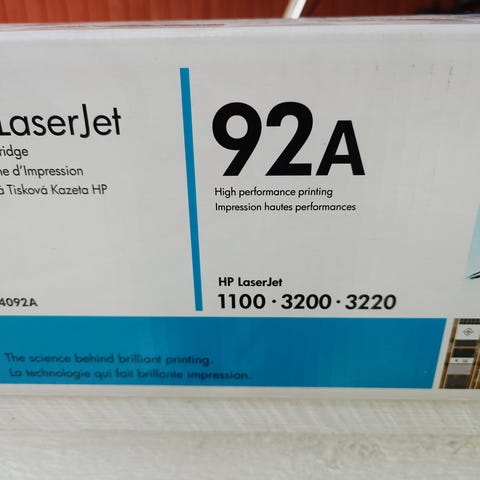 LaserJet
ridge
ne d'Impression
á Tisková Kazeta HP
4092A
92A
High performance printing
Impression hautes performances
HP LaserJet
1100 · 3200 · 3220
The science behind brilliant printing.
La technologie qui fait brillante impression.